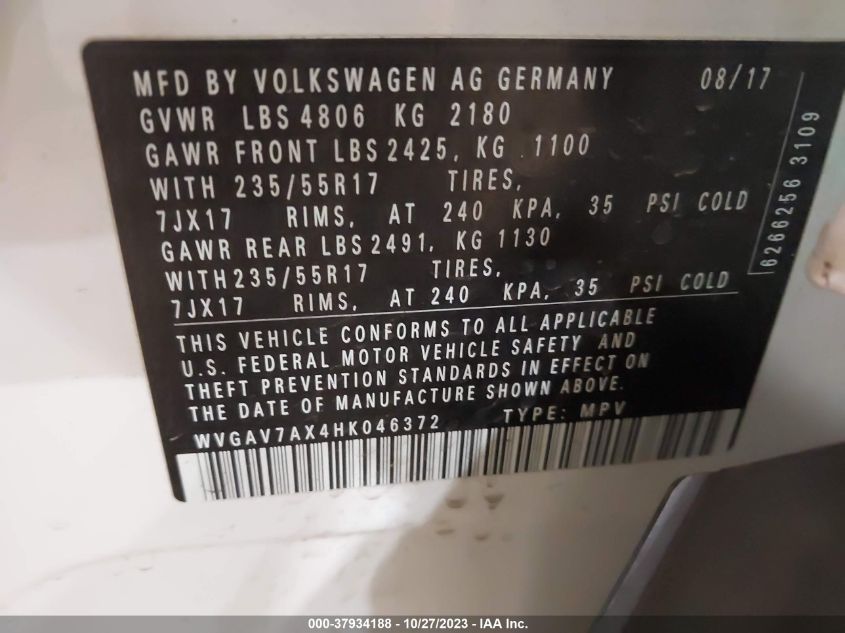 MFD BY VOLKSWAGEN AG GERMANY 08/17
GVWR LBS 4806 KG 2180
GAWR FRONT LBS 2425, KG 1100
WITH 235/55R17 TIRES,
7JX17 RIMS, AT 240 KPA, 35 PSI COLD
GAWR REAR LBS 2491, KG 1130
WITH 235/55R17 TIRES,
7JX17 RIMS, AT 240 KPA, 35 PSI COLD
THIS VEHICLE CONFORMS TO ALL APPLICABLE
U.S. FEDERAL MOTOR VEHICLE SAFETY AND
THEFT PREVENTION STANDARDS IN EFFECT ON
THE DATE OF MANUFACTURE SHOWN ABOVE.
WVGAV7AX4HK046372 TYPE: MPV
6266256 3109
000-37934188 - 10/27/2023 - IAA Inc.